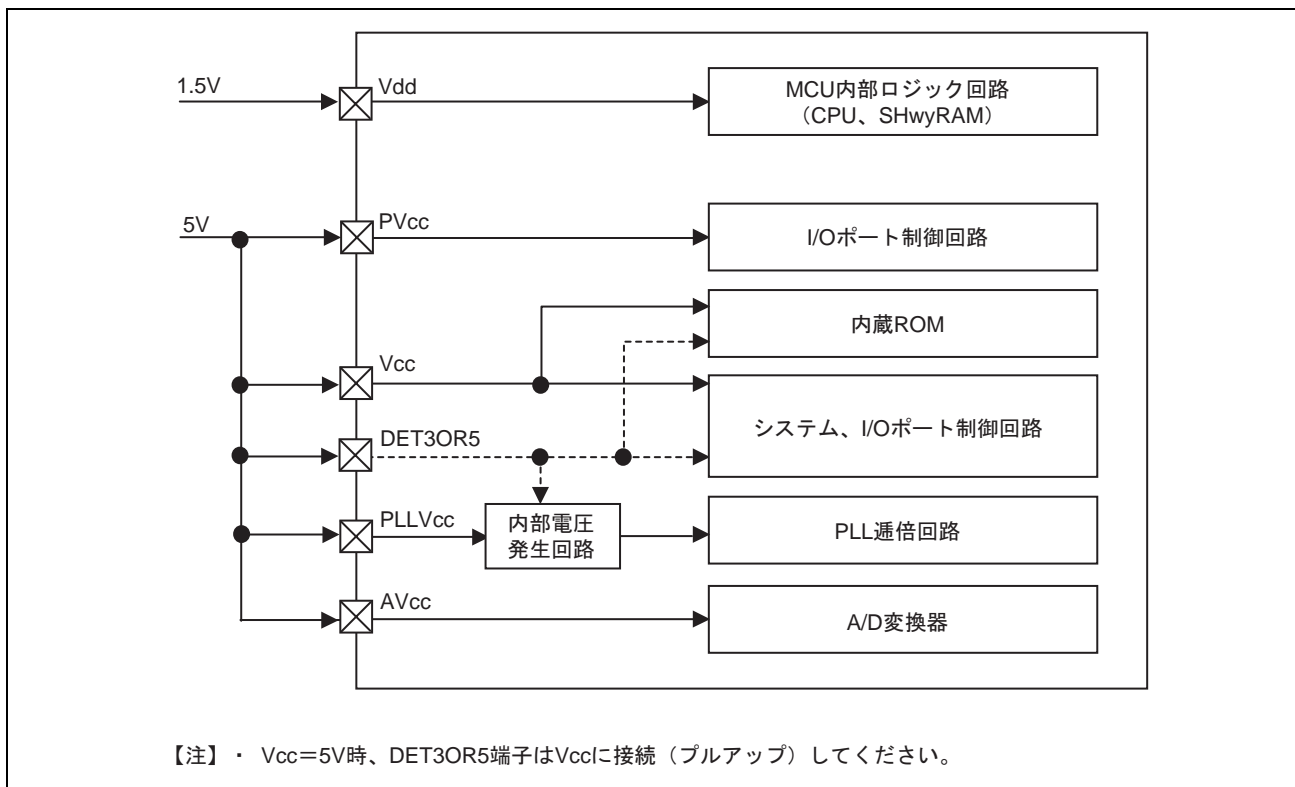 1.5V
Vdd
MCU内部ロジック回路
（CPU、SHwyRAM）
5V
PVcc
I/Oポート制御回路
内蔵ROM
Vcc
システム、I/Oポート制御回路
DET3OR5
PLLVcc
内部電圧
発生回路
PLL逓倍回路
AVcc
A/D変換器
【注】・ Vcc＝5V時、DET3OR5端子はVccに接続（プルアップ）してください。